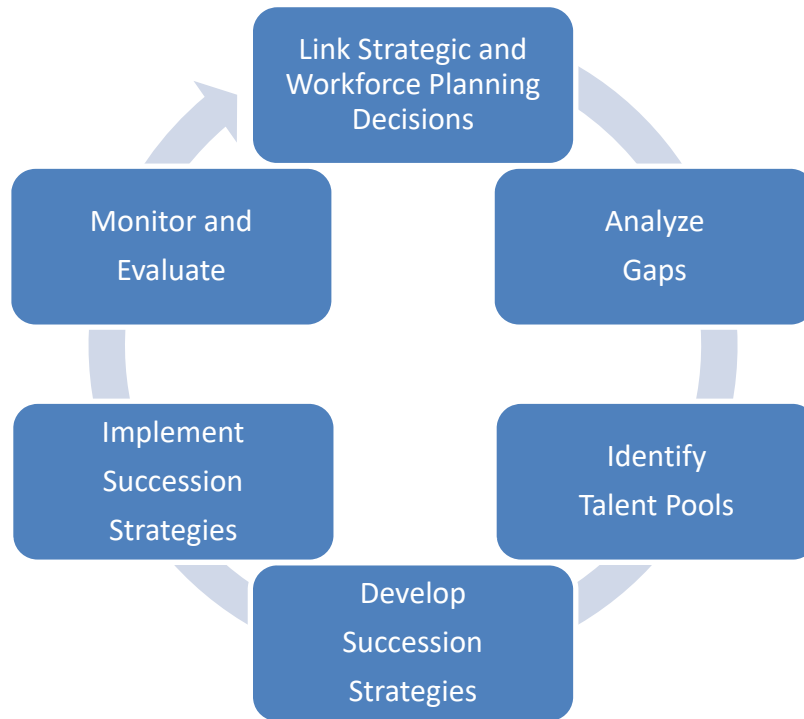 Link Strategic and
Workforce Planning
Decisions
Analyze
Gaps
Identify
Talent Pools
Develop
Succession
Strategies
Implement
Succession
Strategies
Monitor and
Evaluate